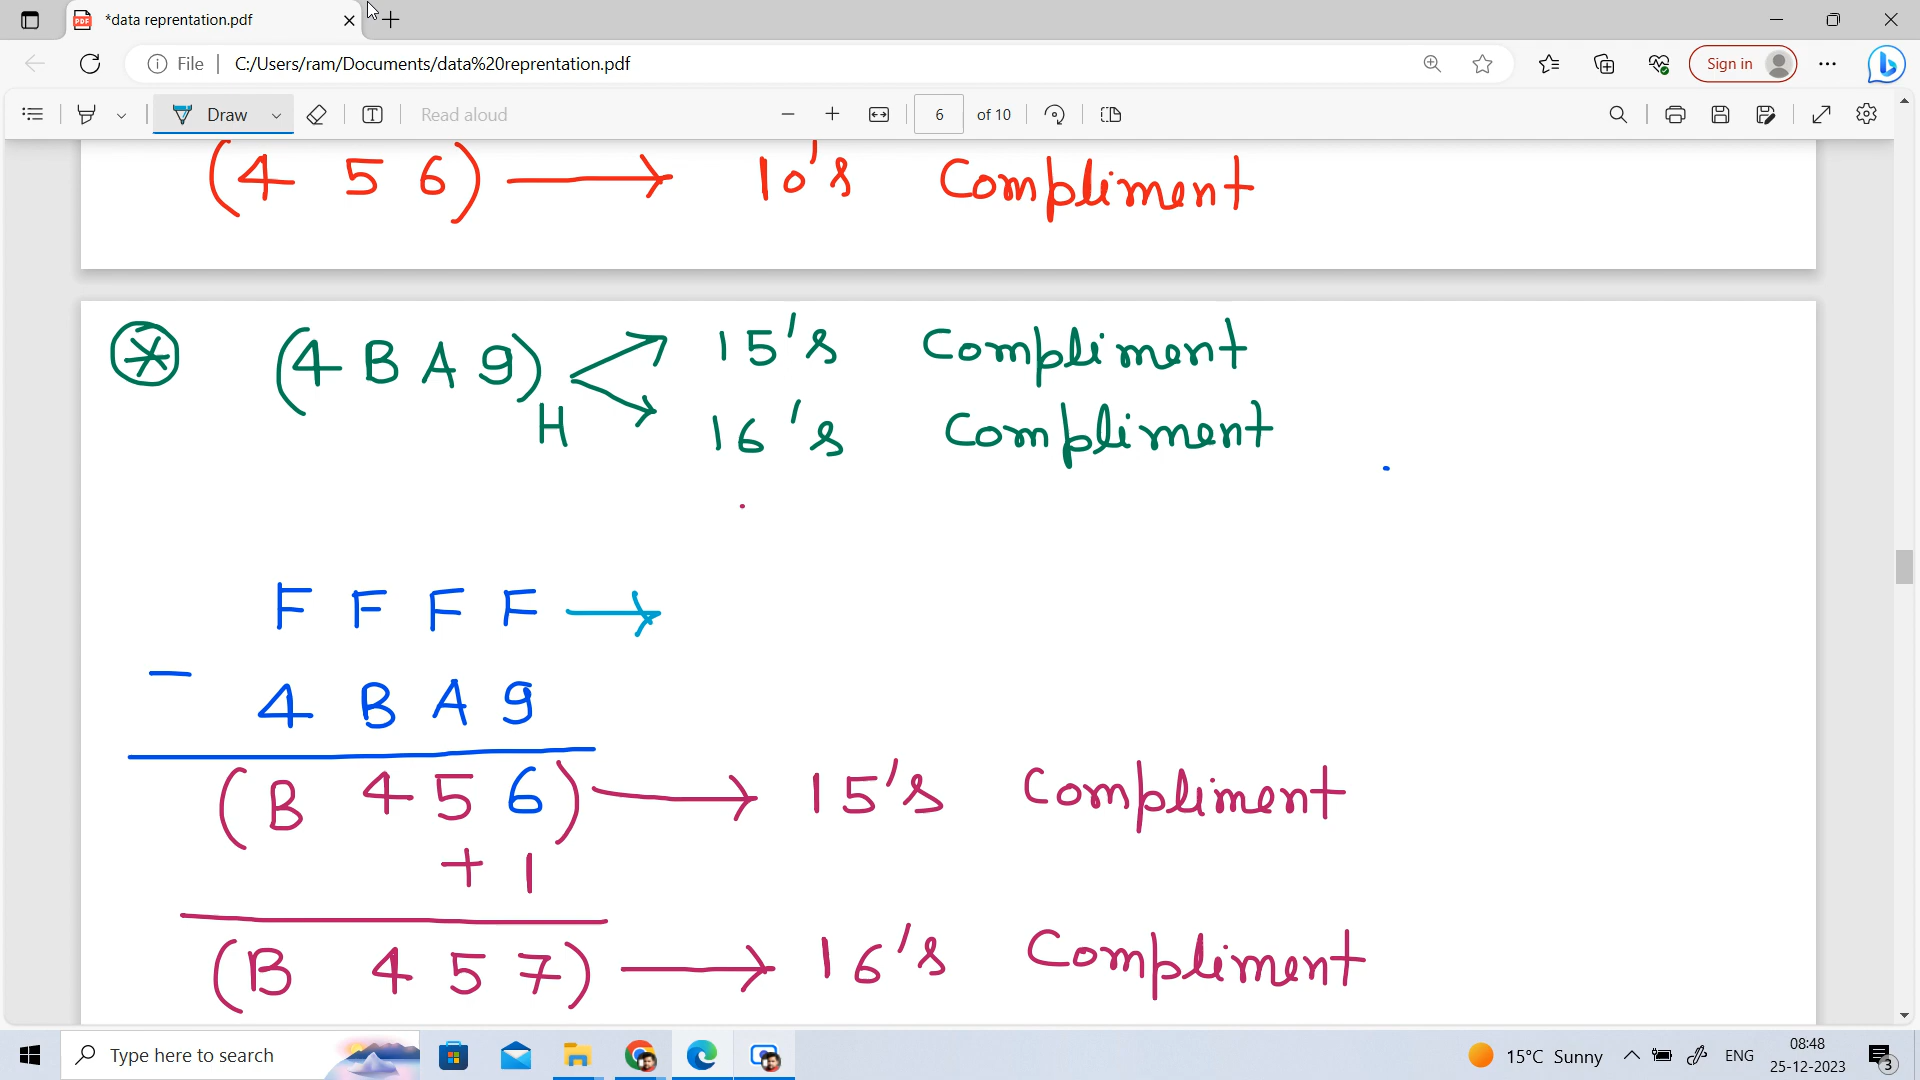 *data reprentation.pdf
File C:/Users/ram/Documents/data%20reprentation.pdf
Sign in
Draw
Read aloud
6 of 10
(4 5 6) → 10's Compliment
* (4 B A 9)H 15's Compliment
16's Compliment
F F F F →
− 4 B A 9
(B 4 5 6) → 15's Compliment
+ 1
(B 4 5 7) → 16's Compliment
Type here to search
15°C Sunny
ENG
08:48
25-12-2023
3